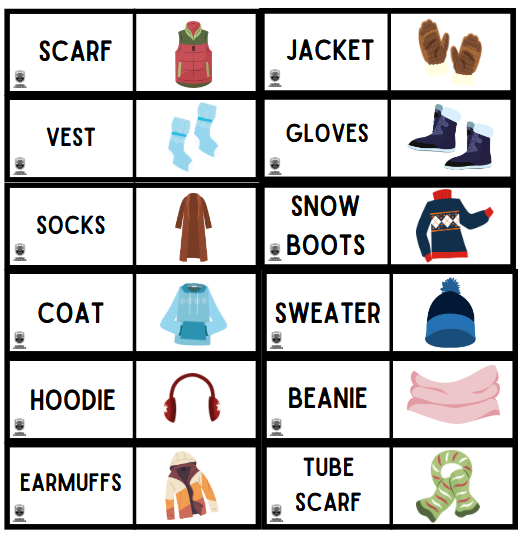 SCARF
JACKET
VEST
GLOVES
SOCKS
SNOW
BOOTS
COAT
SWEATER
HOODIE
BEANIE
EARMUFFS
TUBE
SCARF